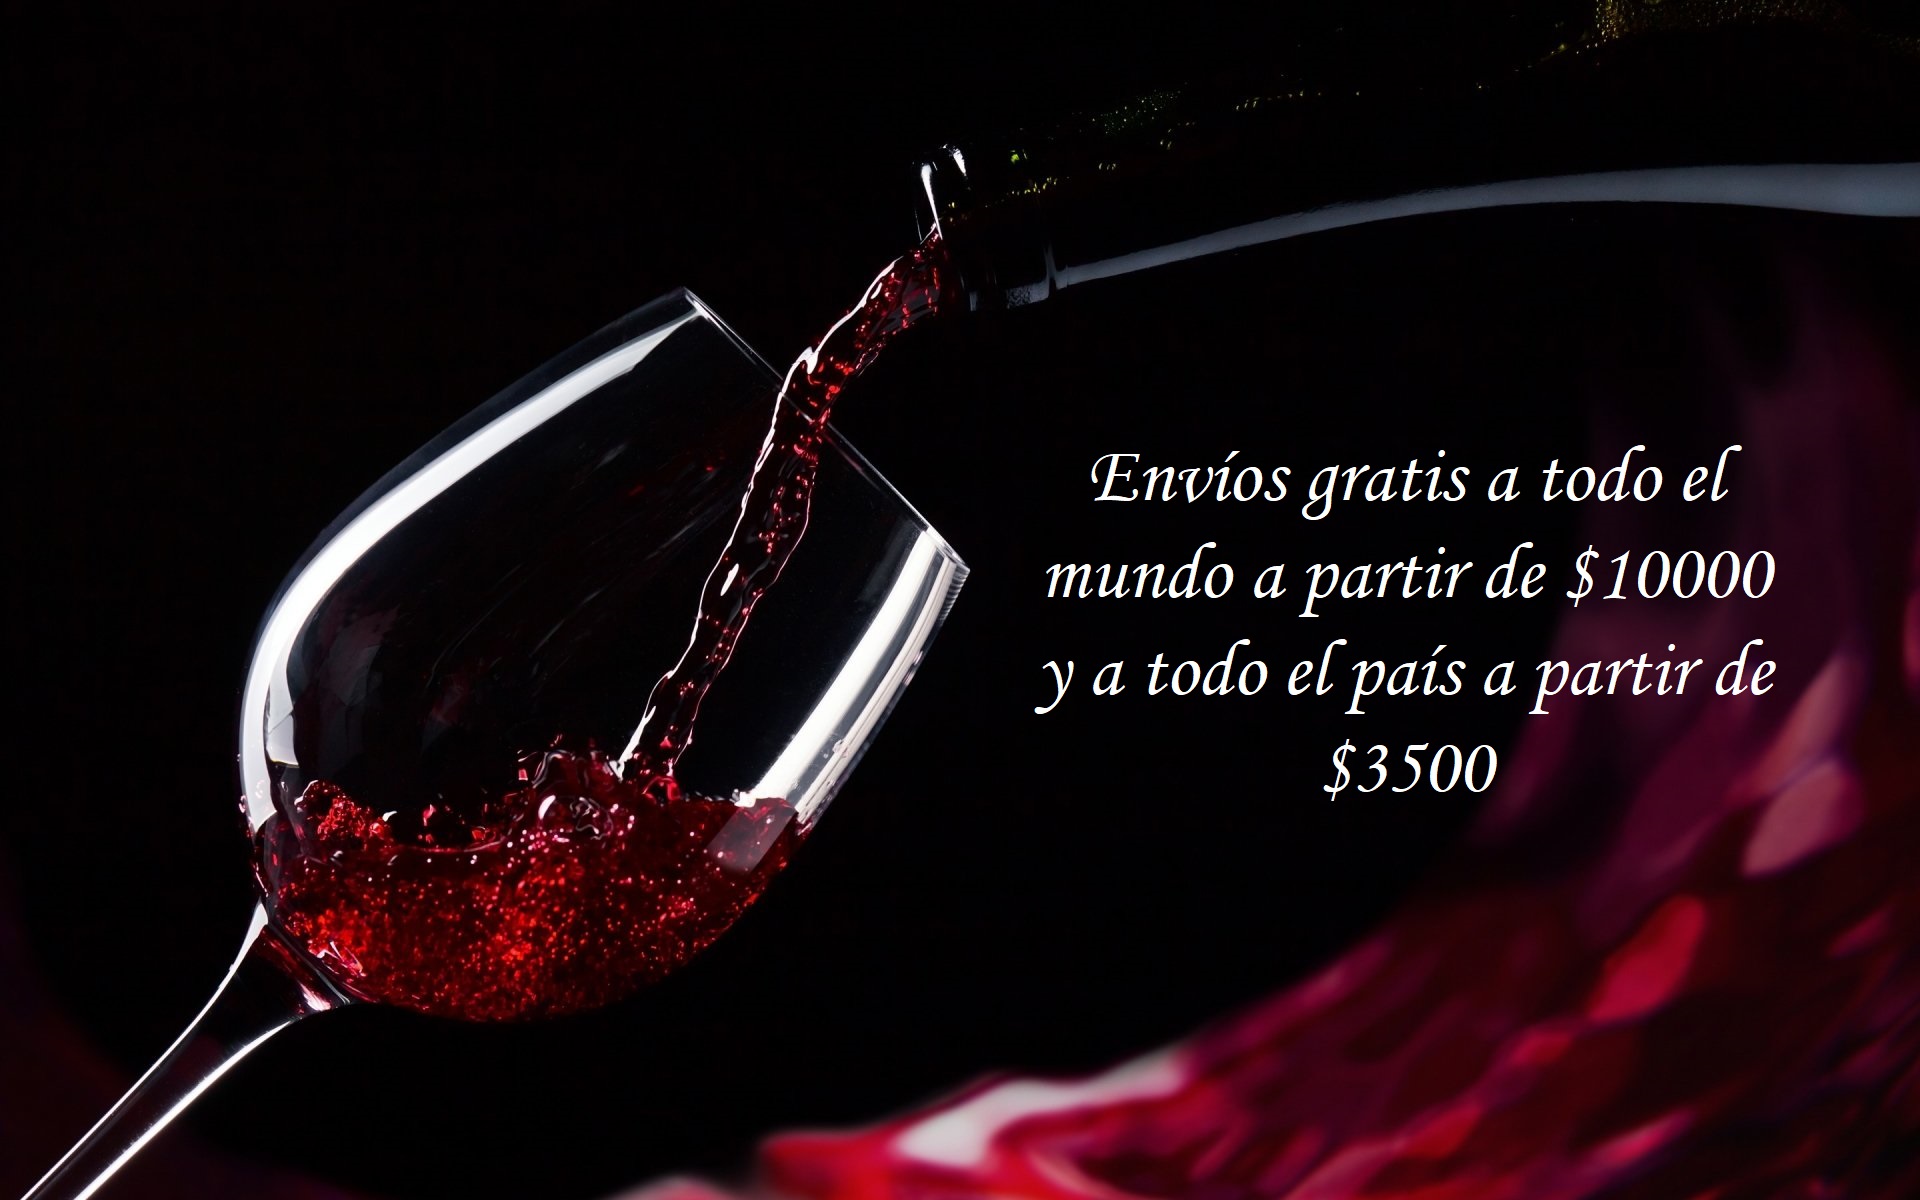 Envíos gratis a todo el
mundo a partir de $10000
y a todo el país a partir de
$3500